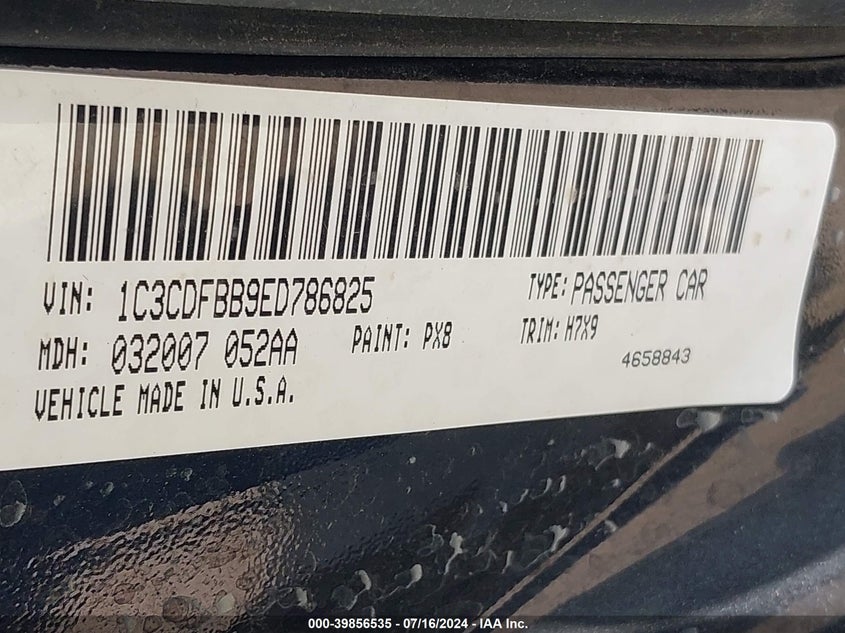 VIN: 1C3CDFBB9ED786825 TYPE: PASSENGER CAR
MDH: 032007 052AA PAINT: PX8 TRIM: H7X9
VEHICLE MADE IN U.S.A. 4658843
000-39856535 - 07/16/2024 - IAA Inc.